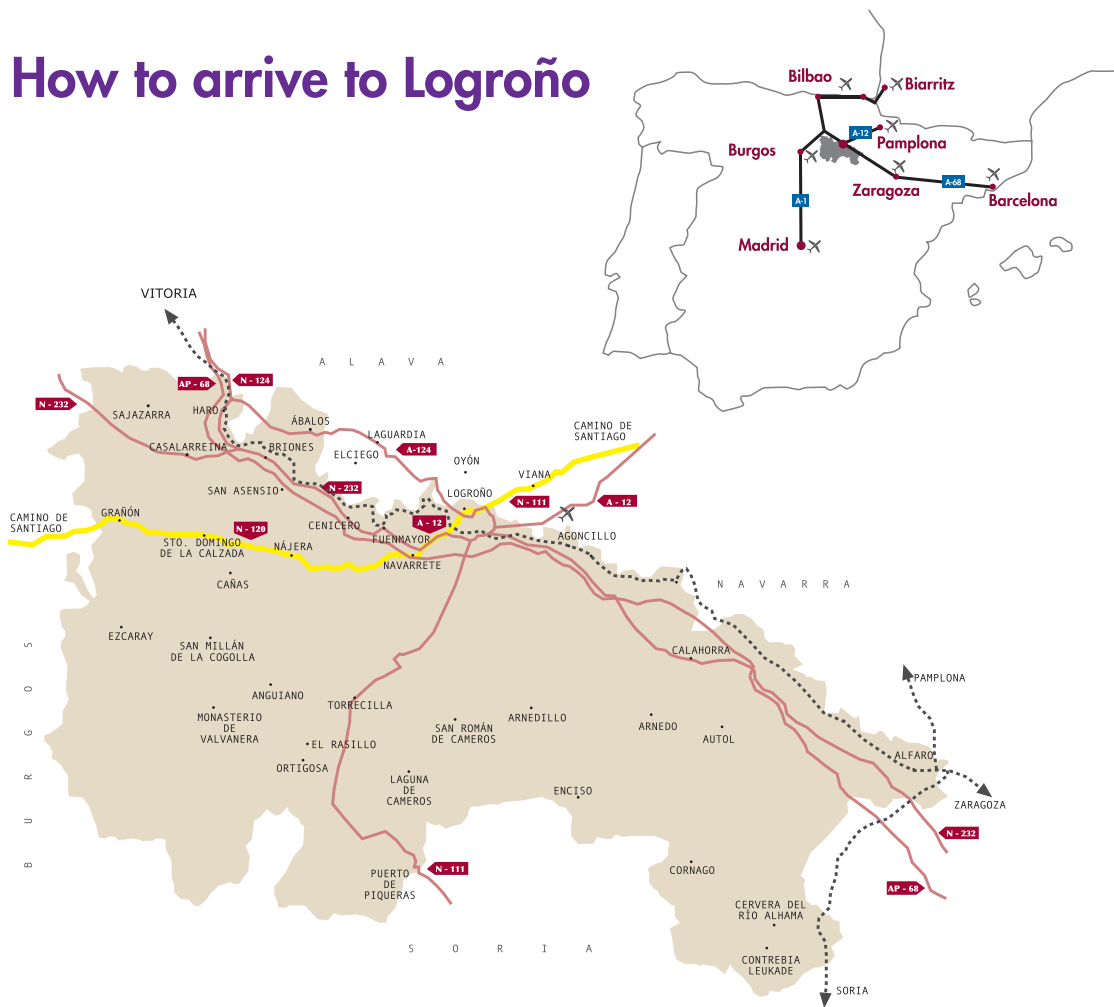 How to arrive to Logroño
Bilbao
Biarritz
A-12
Pamplona
Burgos
Zaragoza
A-68
Barcelona
A-1
Madrid
VITORIA
A L A V A
AP - 68
N - 124
N - 232
SAJAZARRA
HARO
ÁBALOS
LAGUARDIA
A-124
CASALARREINA
BRIONES
ELCIEGO
OYÓN
CAMINO DE
SANTIAGO
VIANA
SAN ASENSIO
N - 232
LOGROÑO
N - 111
A - 12
GRAÑÓN
CAMINO DE
SANTIAGO
N - 120
CENICERO
A - 12
FUENMAYOR
AGONCILLO
STO. DOMINGO
DE LA CALZADA
NÁJERA
NAVARRETE
CAÑAS
N A V A R R A
EZCARAY
SAN MILLÁN
DE LA COGOLLA
CALAHORRA
PAMPLONA
ANGUIANO
TORRECILLA
MONASTERIO
DE
VALVANERA
SAN ROMÁN
DE CAMEROS
ARNEDILLO
ARNEDO
AUTOL
EL RASILLO
ORTIGOSA
ALFARO
LAGUNA
DE
CAMEROS
ENCISO
ZARAGOZA
B U R G O S
N - 232
PUERTO
DE
PIQUERAS
N - 111
CORNAGO
AP - 68
CERVERA DEL
RÍO ALHAMA
S O R I A
CONTREBIA
LEUKADE
SORIA